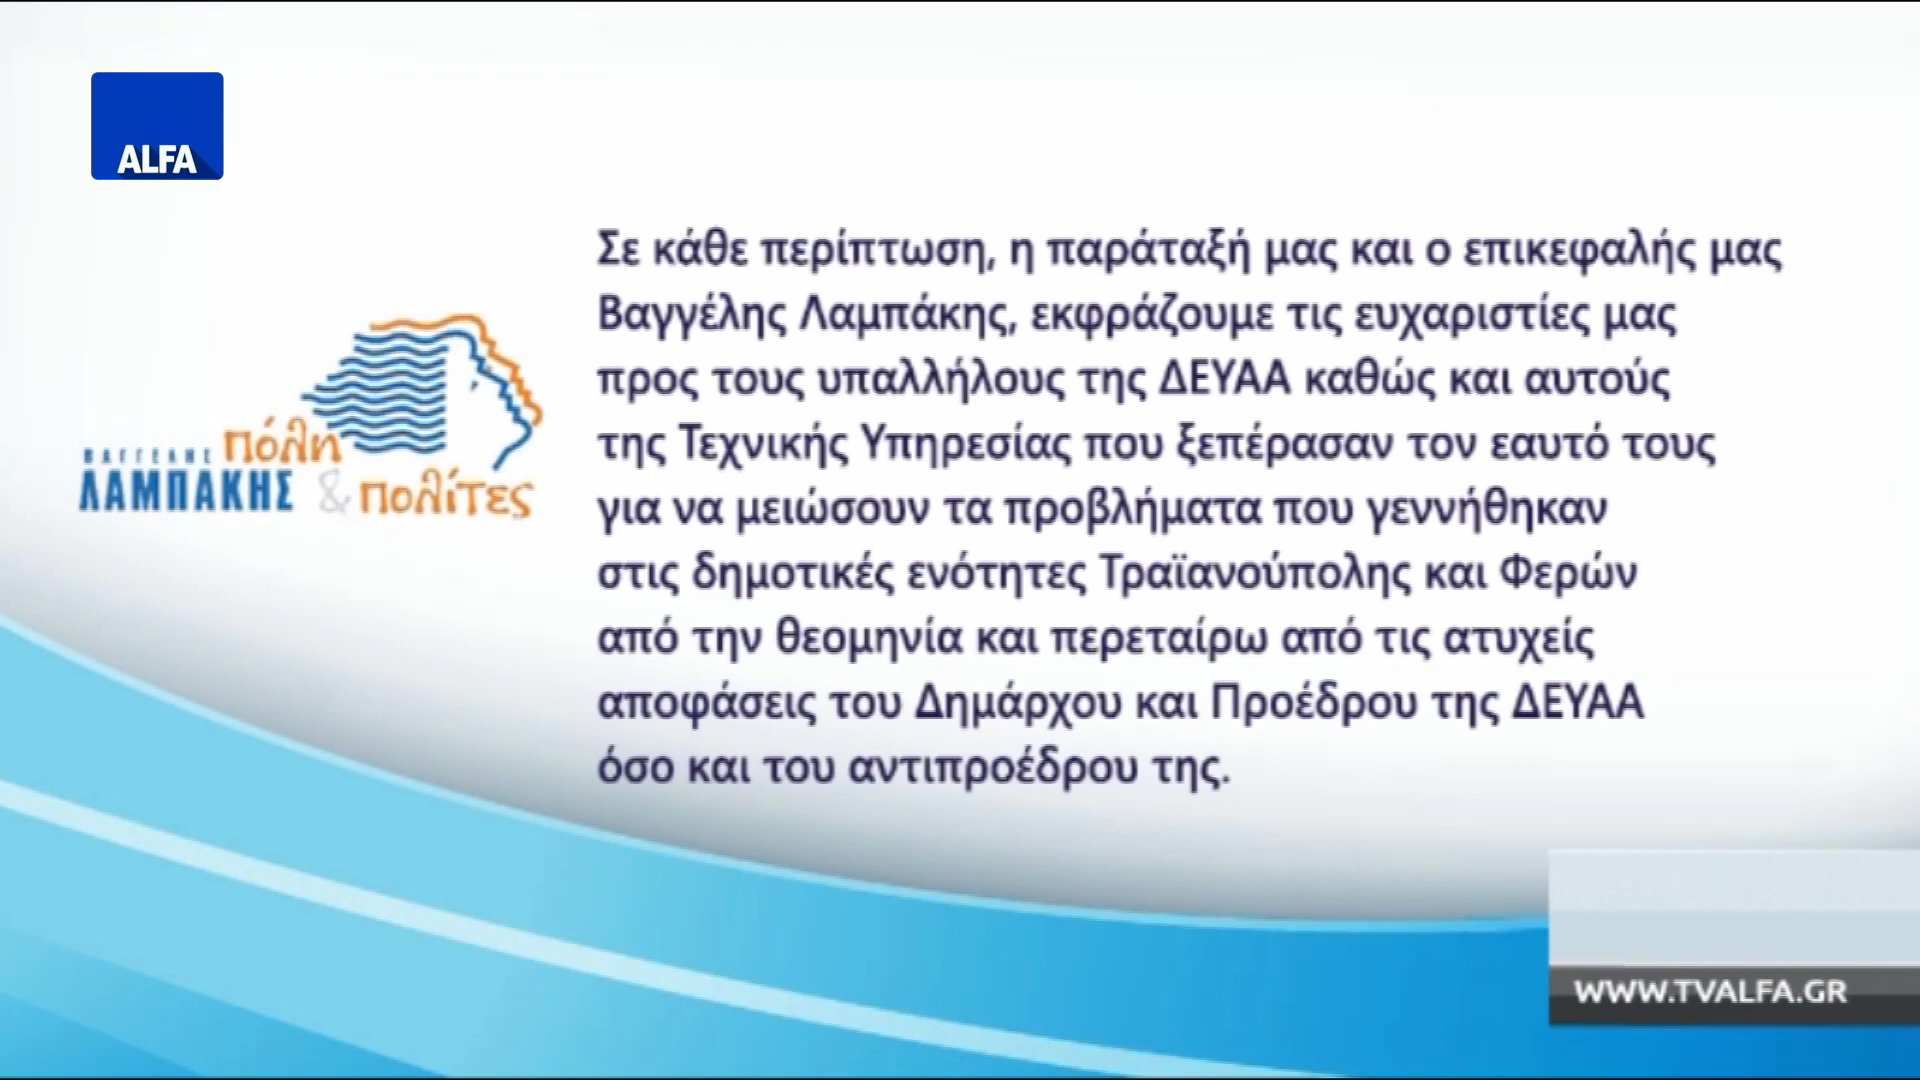 ALFA
Σε κάθε περίπτωση, η παράταξή μας και ο επικεφαλής μας
Βαγγέλης Λαμπάκης, εκφράζουμε τις ευχαριστίες μας
προς τους υπαλλήλους της ΔΕΥΑΑ καθώς και αυτούς
της Τεχνικής Υπηρεσίας που ξεπέρασαν τον εαυτό τους
για να μειώσουν τα προβλήματα που γεννήθηκαν
στις δημοτικές ενότητες Τραϊανούπολης και Φερών
από την θεομηνία και περεταίρω από τις ατυχείς
αποφάσεις του Δημάρχου και Προέδρου της ΔΕΥΑΑ
όσο και του αντιπροέδρου της.
ΒΑΓΓΕΛΗΣ πόλη
ΛΑΜΠΑΚΗΣ & πολίτες
WWW.TVALFA.GR